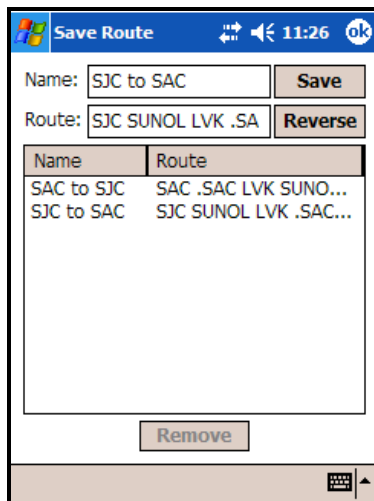 Save Route 11:26 ok
Name: SJC to SAC Save
Route: SJC SUNOL LVK .SA Reverse
Name Route
SAC to SJC SAC .SAC LVK SUNO...
SJC to SAC SJC SUNOL LVK .SAC...
Remove